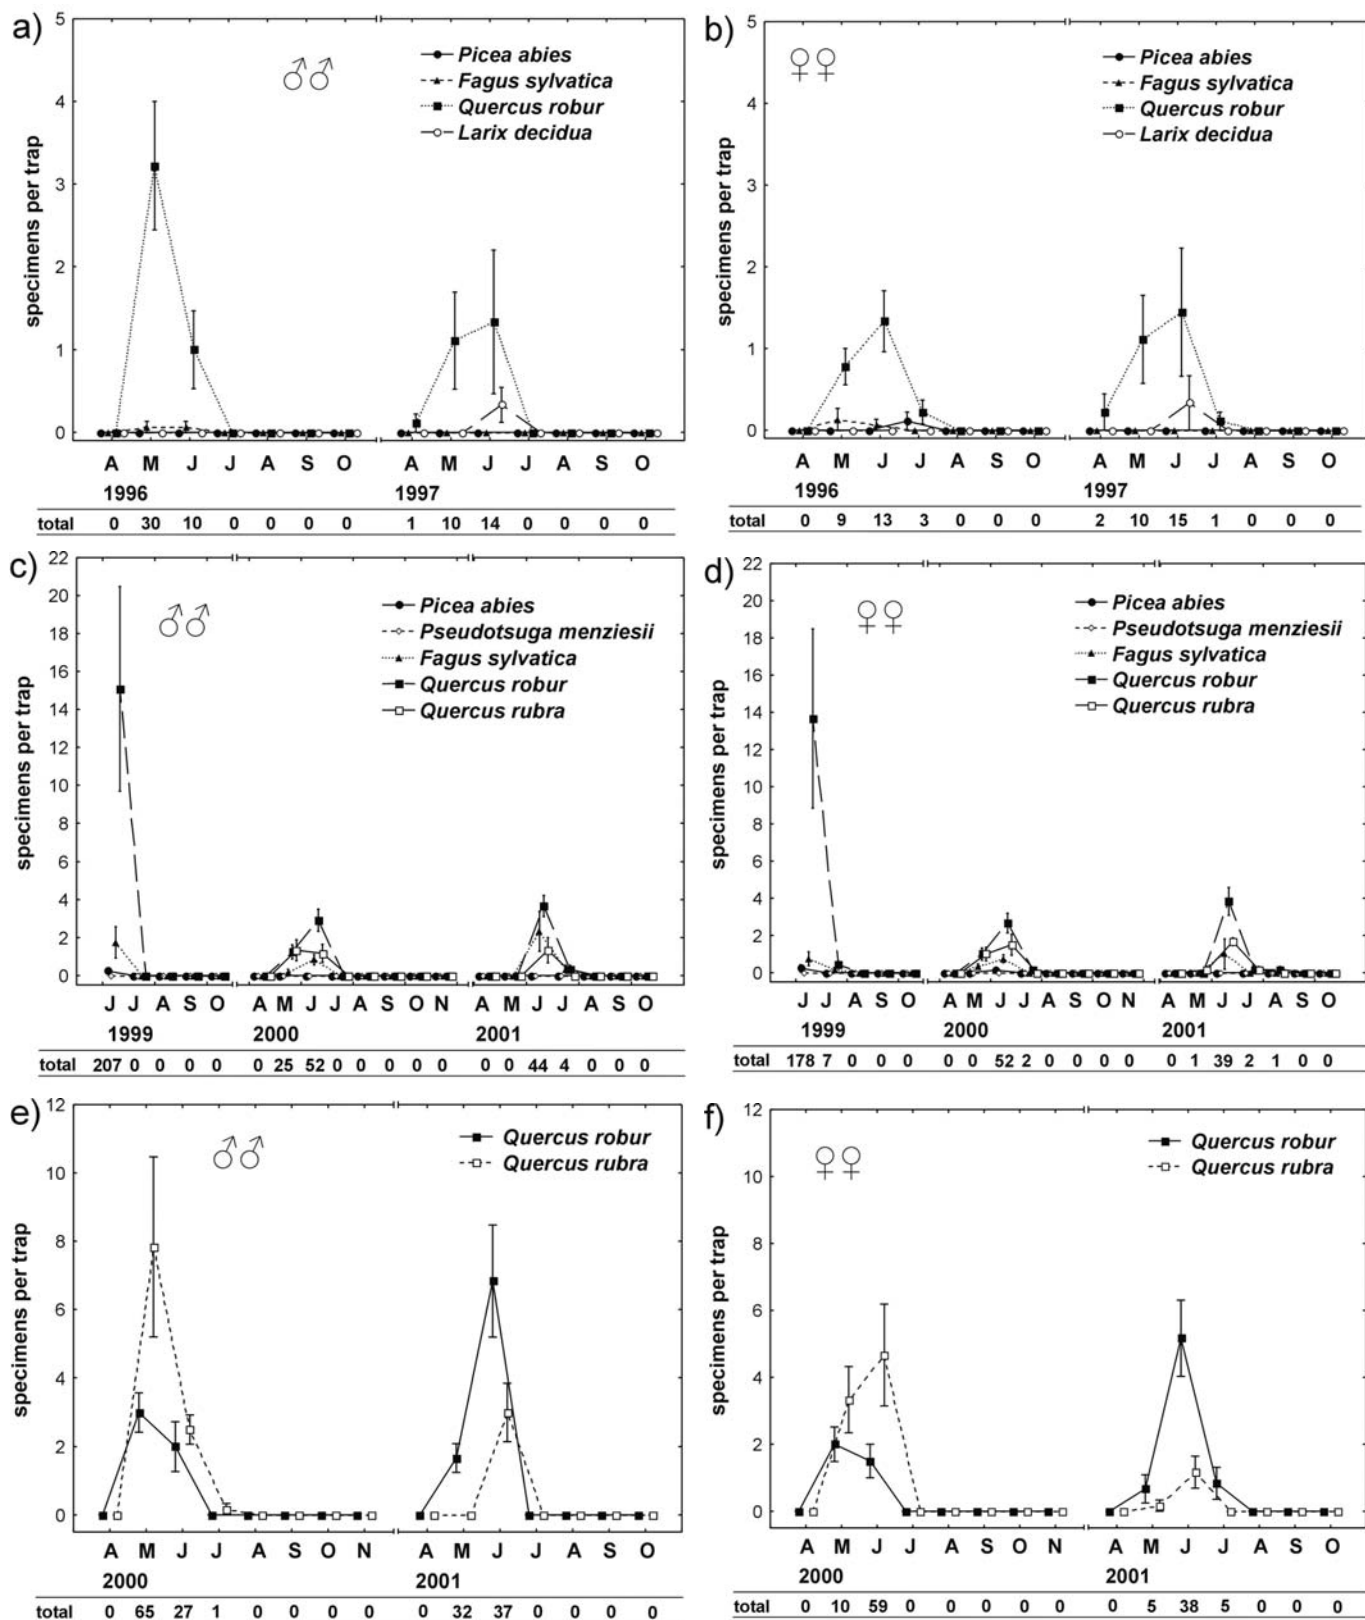 a)
5
4
3
2
1
0
specimens per trap
♂♂
Picea abies
Fagus sylvatica
Quercus robur
Larix decidua
A M J J A S O A M J J A S O
1996 1997
total 0 30 10 0 0 0 0 1 10 14 0 0 0 0
b)
5
4
3
2
1
0
specimens per trap
♀♀
Picea abies
Fagus sylvatica
Quercus robur
Larix decidua
A M J J A S O A M J J A S O
1996 1997
total 0 9 13 3 0 0 0 2 10 15 1 0 0 0
c)
22
20
18
16
14
12
10
8
6
4
2
0
specimens per trap
♂♂
Picea abies
Pseudotsuga menziesii
Fagus sylvatica
Quercus robur
Quercus rubra
J J A S O A M J J A S O N A M J J A S O
1999 2000 2001
total 207 0 0 0 0 0 25 52 0 0 0 0 0 0 0 44 4 0 0 0
d)
22
20
18
16
14
12
10
8
6
4
2
0
specimens per trap
♀♀
Picea abies
Pseudotsuga menziesii
Fagus sylvatica
Quercus robur
Quercus rubra
J J A S O A M J J A S O N A M J J A S O
1999 2000 2001
total 178 7 0 0 0 0 0 52 2 0 0 0 0 0 1 39 2 1 0 0
e)
12
10
8
6
4
2
0
specimens per trap
♂♂
Quercus robur
Quercus rubra
A M J J A S O N A M J J A S O
2000 2001
total 0 65 27 1 0 0 0 0 0 32 37 0 0 0 0
f)
12
10
8
6
4
2
0
specimens per trap
♀♀
Quercus robur
Quercus rubra
A M J J A S O N A M J J A S O
2000 2001
total 0 10 59 0 0 0 0 0 0 5 38 5 0 0 0